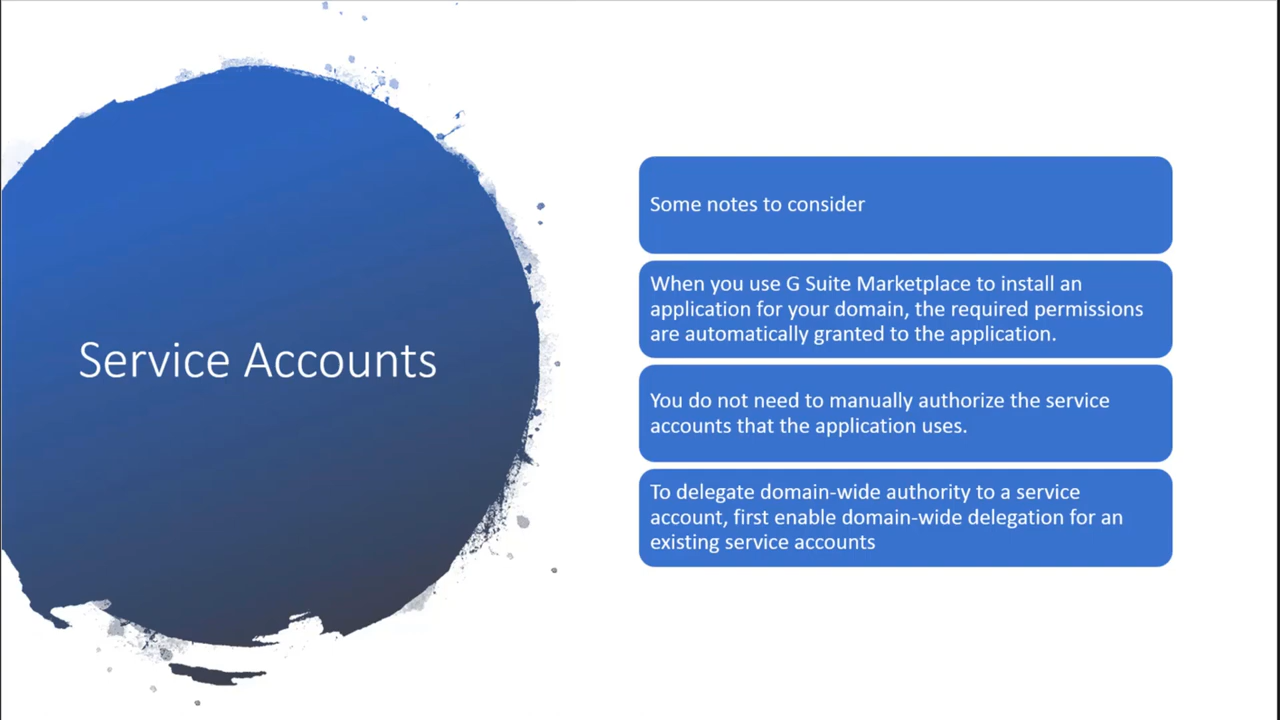 Service Accounts
Some notes to consider
When you use G Suite Marketplace to install an
application for your domain, the required permissions
are automatically granted to the application.
You do not need to manually authorize the service
accounts that the application uses.
To delegate domain-wide authority to a service
account, first enable domain-wide delegation for an
existing service accounts